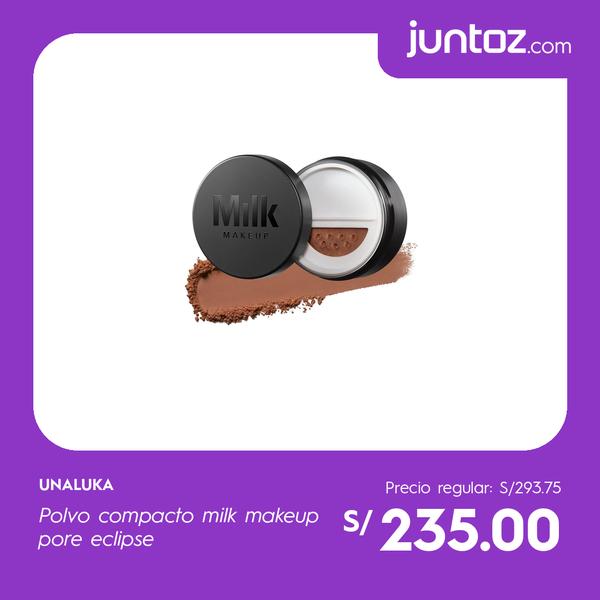 juntoz.com
Milk
MAKEUP
UNALUKA
Polvo compacto milk makeup
pore eclipse
Precio regular: S/293.75
S/ 235.00